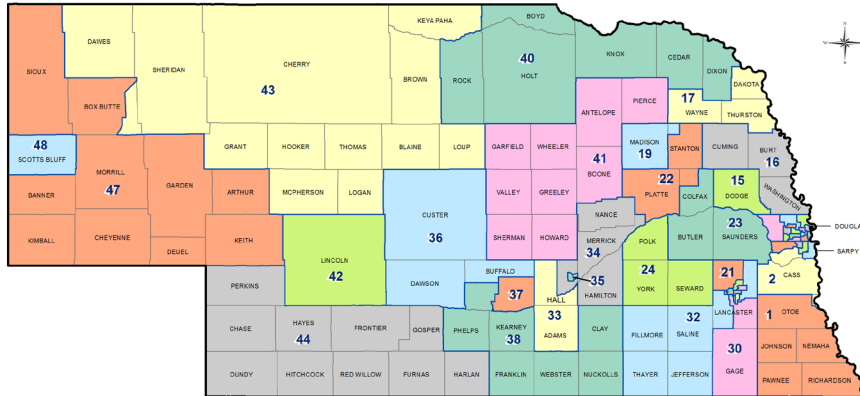 BOYD
KEYA PAHA
DAWES
SIOUX
SHERIDAN
CHERRY
43
BROWN
ROCK
40
HOLT
KNOX
CEDAR
DIXON
DAKOTA
W
E
BOX BUTTE
ANTELOPE
PIERCE
17
WAYNE
THURSTON
48
SCOTTS BLUFF
GRANT
HOOKER
THOMAS
BLAINE
LOUP
GARFIELD
WHEELER
MADISON
19
STANTON
CUMING
BURT
16
41
BOONE
MORRILL
47
GARDEN
BANNER
ARTHUR
MCPHERSON
LOGAN
VALLEY
GREELEY
22
PLATTE
COLFAX
15
DODGE
WASHINGTON
CUSTER
36
NANCE
KIMBALL
CHEYENNE
DEUEL
KEITH
SHERMAN
HOWARD
MERRICK
34
POLK
BUTLER
23
SAUNDERS
DOUGLA
SARPY
LINCOLN
42
DAWSON
BUFFALO
37
35
HALL
HAMILTON
24
YORK
SEWARD
21
LANCASTER
2
CASS
PERKINS
33
ADAMS
CHASE
HAYES
44
FRONTIER
GOSPER
PHELPS
KEARNEY
38
CLAY
FILLMORE
32
SALINE
1
OTOE
30
GAGE
JOHNSON
NEMAHA
DUNDY
HITCHCOCK
RED WILLOW
FURNAS
HARLAN
FRANKLIN
WEBSTER
NUCKOLLS
THAYER
JEFFERSON
PAWNEE
RICHARDSON